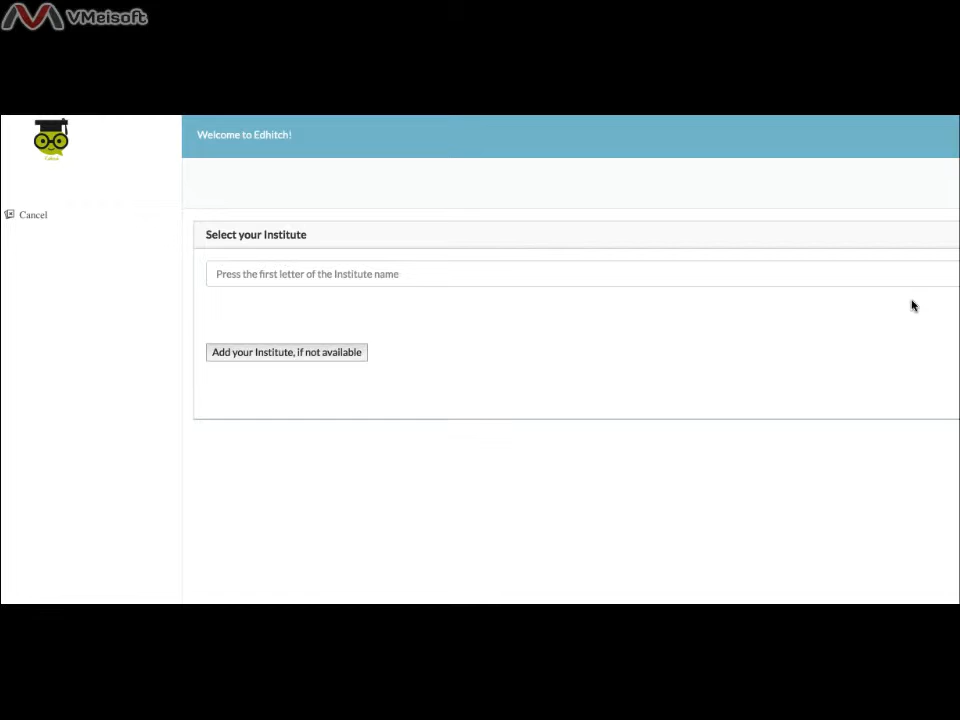 VMeisoft
Welcome to Edhitch!
Cancel
Select your Institute
Press the first letter of the Institute name
Add your Institute, if not available